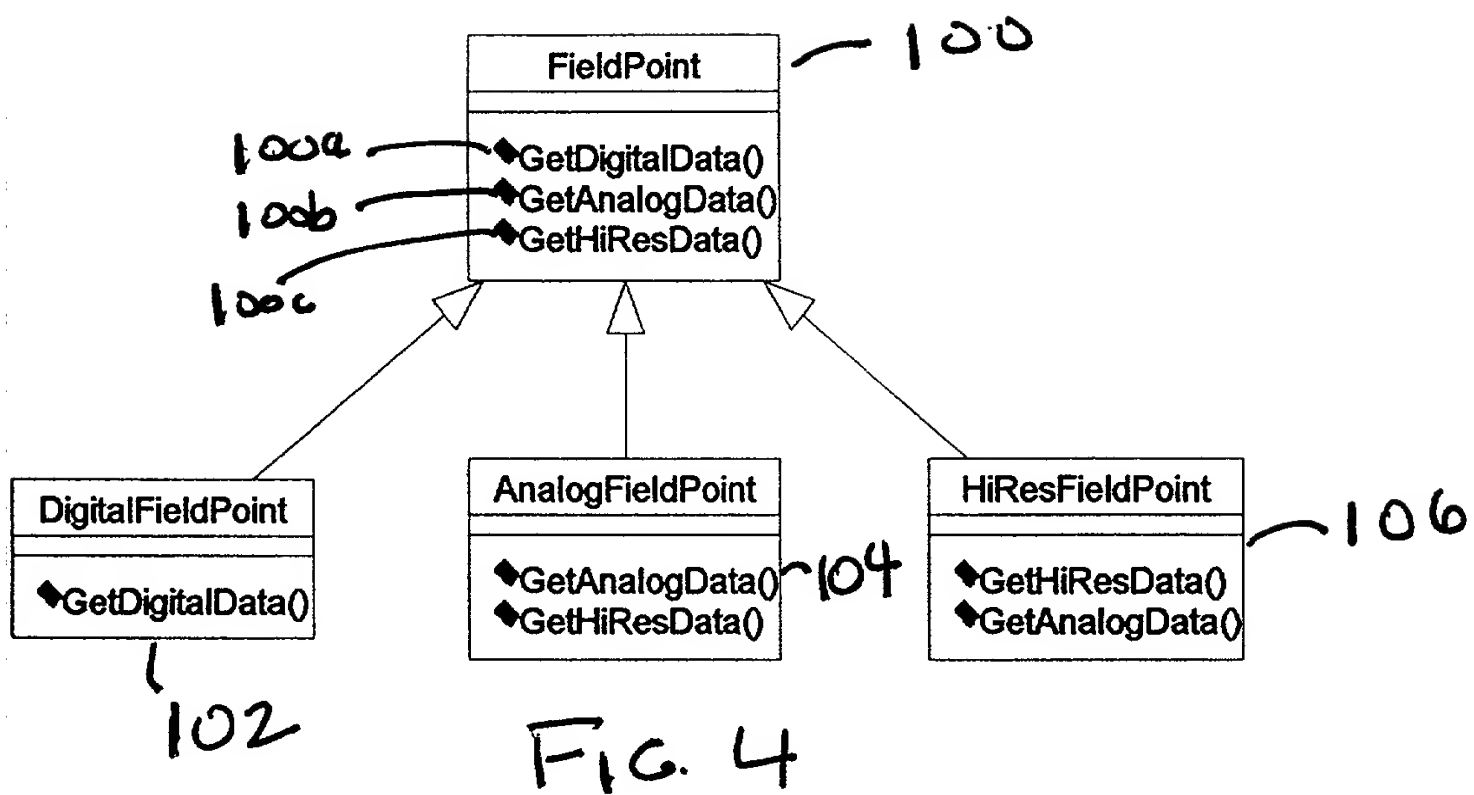 FieldPoint
100
100a
GetDigitalData()
100b
GetAnalogData()
100c
GetHiResData()
DigitalFieldPoint
GetDigitalData()
102
AnalogFieldPoint
GetAnalogData()
104
GetHiResData()
HiResFieldPoint
106
GetHiResData()
GetAnalogData()
FIG. 4